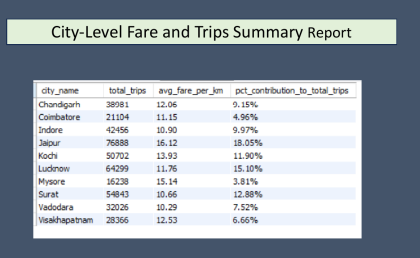 City-Level Fare and Trips Summary Report
city_name total_trips avg_fare_per_km pct_contribution_to_total_trips
Chandigarh 38981 12.06 9.15%
Coimbatore 21104 11.15 4.96%
Indore 42456 10.90 9.97%
Jaipur 76888 16.12 18.05%
Kochi 50702 13.93 11.90%
Lucknow 64299 11.76 15.10%
Mysore 16238 15.14 3.81%
Surat 54843 10.66 12.88%
Vadodara 32026 10.29 7.52%
Visakhapatnam 28366 12.53 6.66%